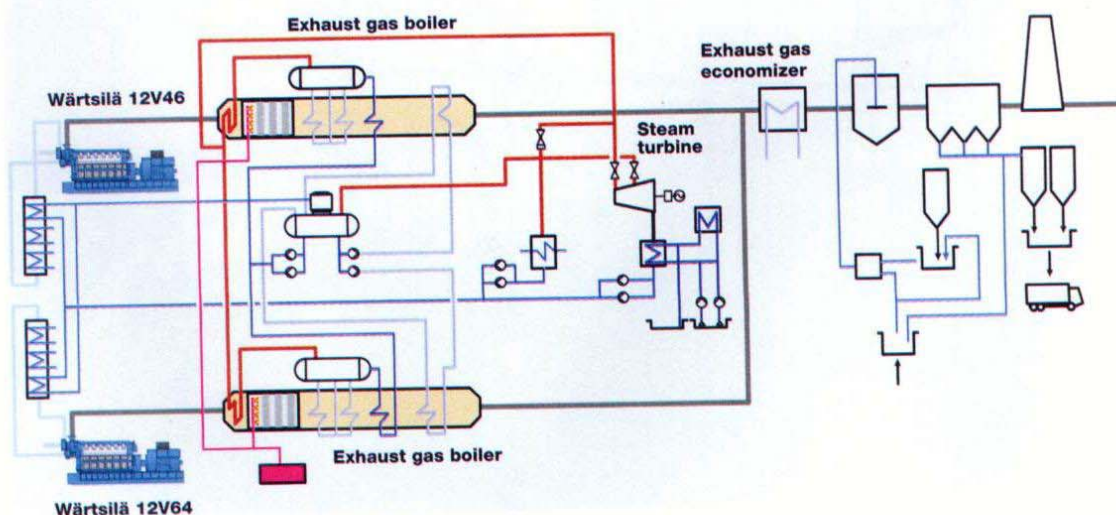 Exhaust gas boiler
Exhaust gas
economizer
Wärtsilä 12V46
Steam
turbine
Exhaust gas boiler
Wärtsilä 12V64